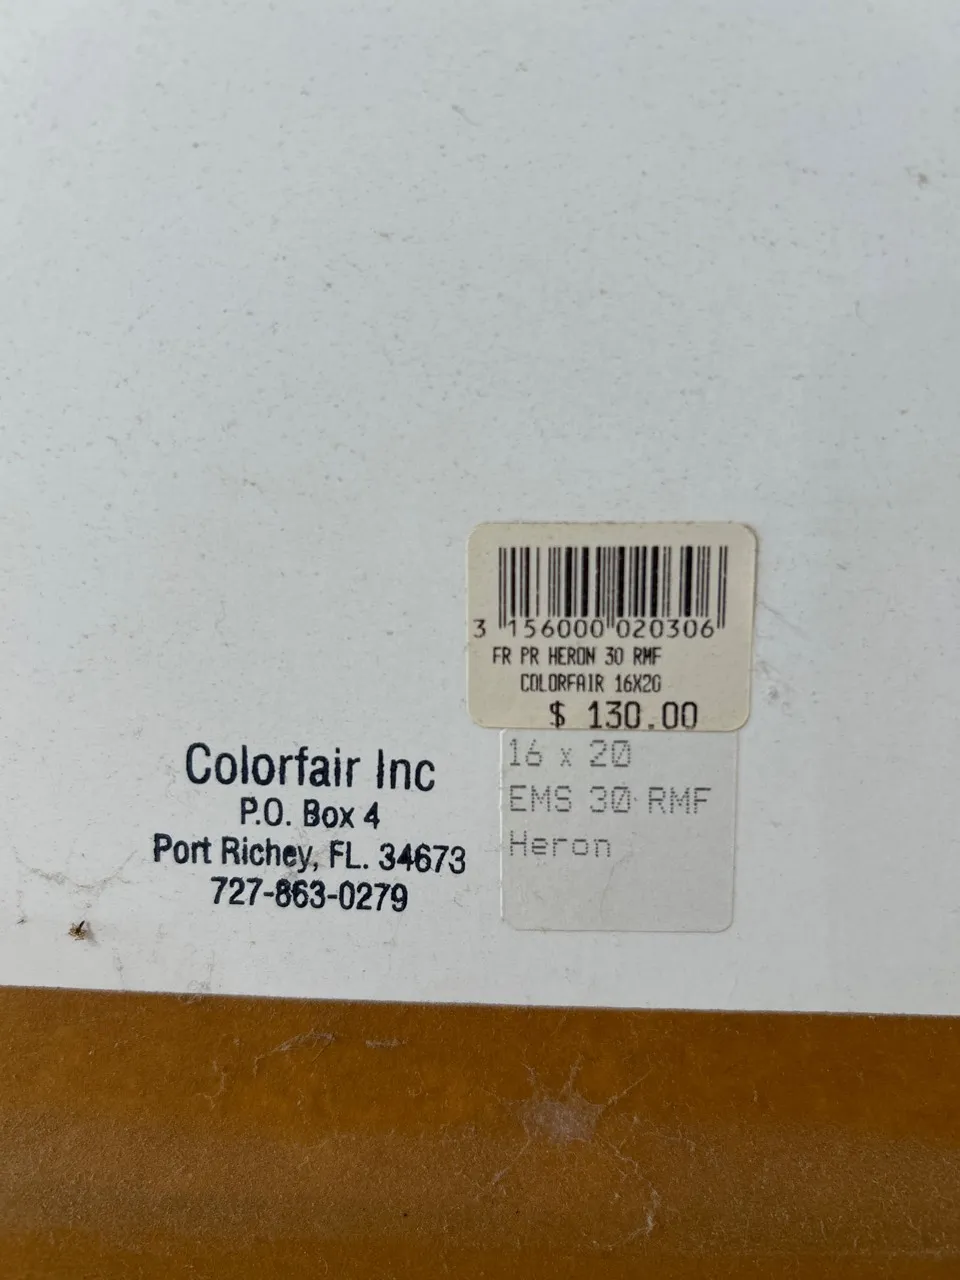 3 156000 020306
FR PR HERON 30 RMF
COLORFAIR 16X20
$ 130.00
16 x 20
EMS 30 RMF
Heron
Colorfair Inc
P.O. Box 4
Port Richey, FL. 34673
727-863-0279